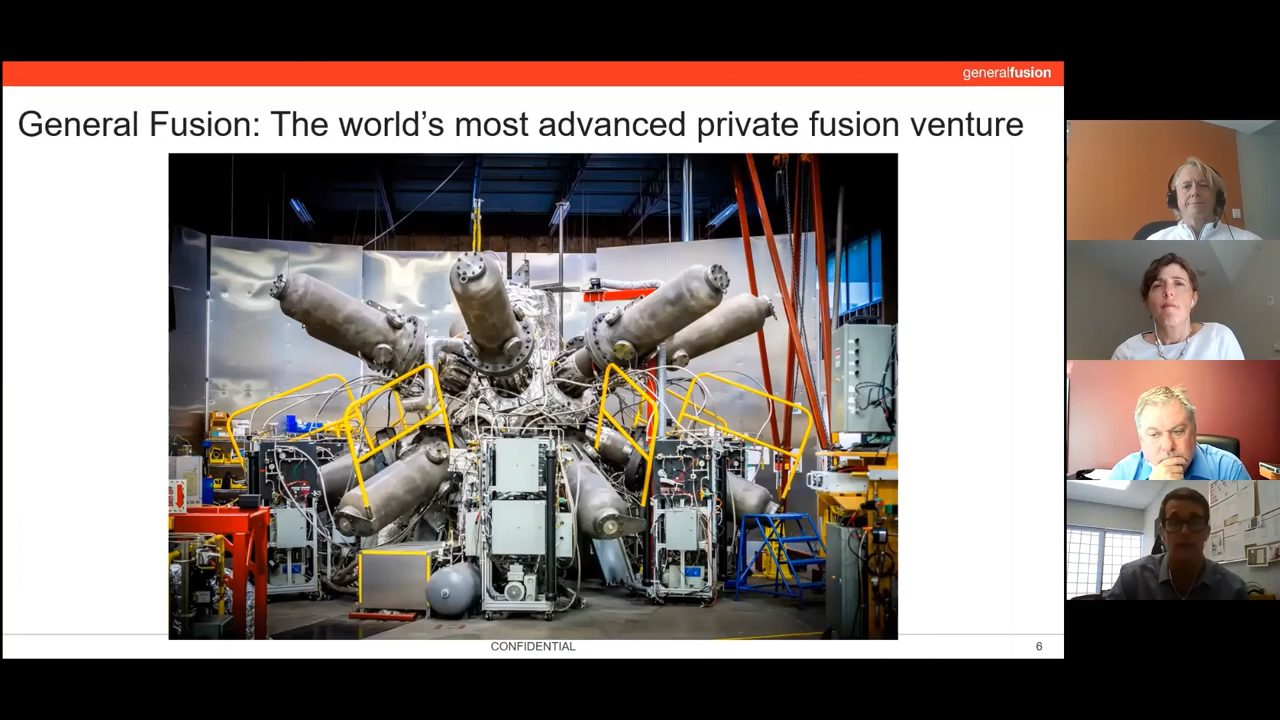 generalfusion
General Fusion: The world's most advanced private fusion venture
CONFIDENTIAL
6